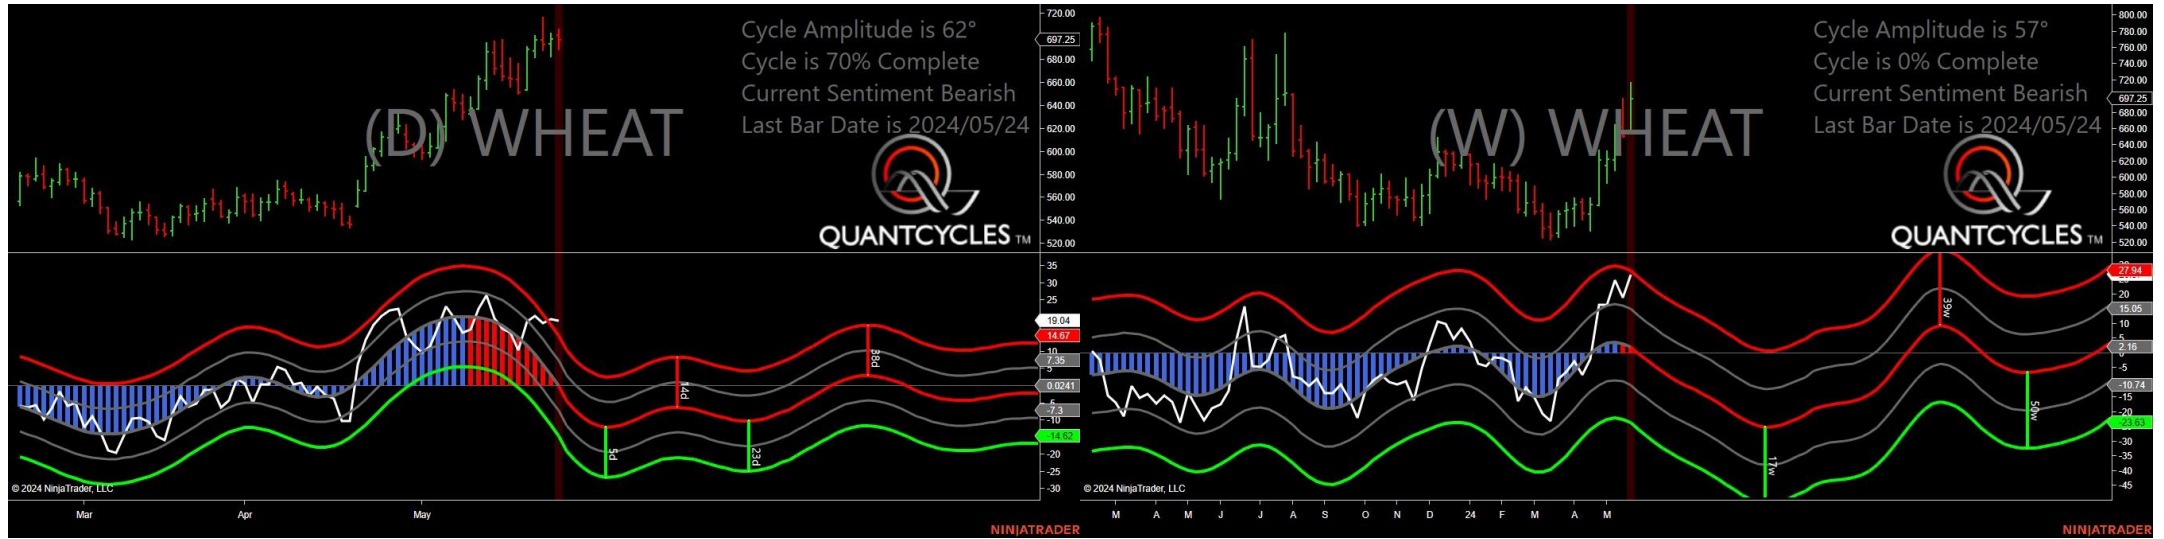 Cycle Amplitude is 62°
Cycle is 70% Complete
Current Sentiment Bearish
Last Bar Date is 2024/05/24
(D) WHEAT
QUANTCYCLES TM
720.00
697.25
680.00
660.00
640.00
620.00
600.00
580.00
560.00
540.00
520.00
35
30
25
19.04
14.67
10
7.35
0.0241
-5
-7.3
-10
-14.62
-20
-25
-30
5d
14d
23d
38d
© 2024 NinjaTrader, LLC
Mar
Apr
May
NINJATRADER
Cycle Amplitude is 57°
Cycle is 0% Complete
Current Sentiment Bearish
Last Bar Date is 2024/05/24
(W) WHEAT
QUANTCYCLES TM
800.00
780.00
760.00
740.00
720.00
697.25
680.00
660.00
640.00
620.00
600.00
580.00
560.00
540.00
520.00
27.94
20
15.05
10
5
2.16
-5
-10.74
-15
-20
-23.63
-30
-35
-40
-45
17w
39w
50w
© 2024 NinjaTrader, LLC
M A M J J A S O N D 24 F M A M
NINJATRADER